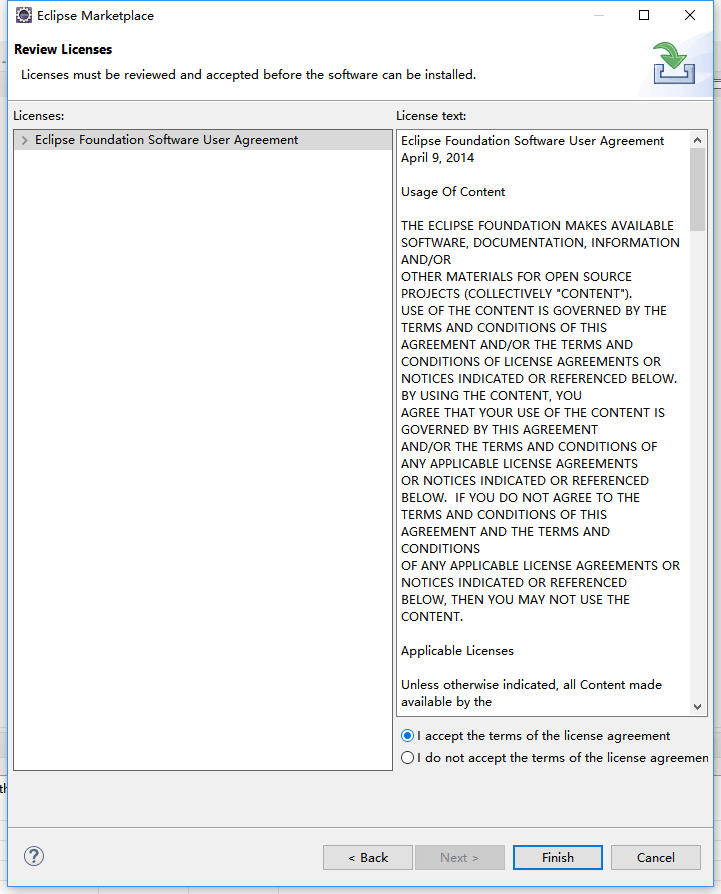 Eclipse Marketplace
Review Licenses
Licenses must be reviewed and accepted before the software can be installed.
Licenses:
Eclipse Foundation Software User Agreement
License text:
Eclipse Foundation Software User Agreement
April 9, 2014
Usage Of Content
THE ECLIPSE FOUNDATION MAKES AVAILABLE
SOFTWARE, DOCUMENTATION, INFORMATION
AND/OR
OTHER MATERIALS FOR OPEN SOURCE
PROJECTS (COLLECTIVELY "CONTENT").
USE OF THE CONTENT IS GOVERNED BY THE
TERMS AND CONDITIONS OF THIS
AGREEMENT AND/OR THE TERMS AND
CONDITIONS OF LICENSE AGREEMENTS OR
NOTICES INDICATED OR REFERENCED BELOW.
BY USING THE CONTENT, YOU
AGREE THAT YOUR USE OF THE CONTENT IS
GOVERNED BY THIS AGREEMENT
AND/OR THE TERMS AND CONDITIONS OF
ANY APPLICABLE LICENSE AGREEMENTS
OR NOTICES INDICATED OR REFERENCED
BELOW.  IF YOU DO NOT AGREE TO THE
TERMS AND CONDITIONS OF THIS
AGREEMENT AND THE TERMS AND
CONDITIONS
OF ANY APPLICABLE LICENSE AGREEMENTS OR
NOTICES INDICATED OR REFERENCED
BELOW, THEN YOU MAY NOT USE THE
CONTENT.
Applicable Licenses
Unless otherwise indicated, all Content made
available by the
I accept the terms of the license agreement
I do not accept the terms of the license agreemen
< Back
Next >
Finish
Cancel